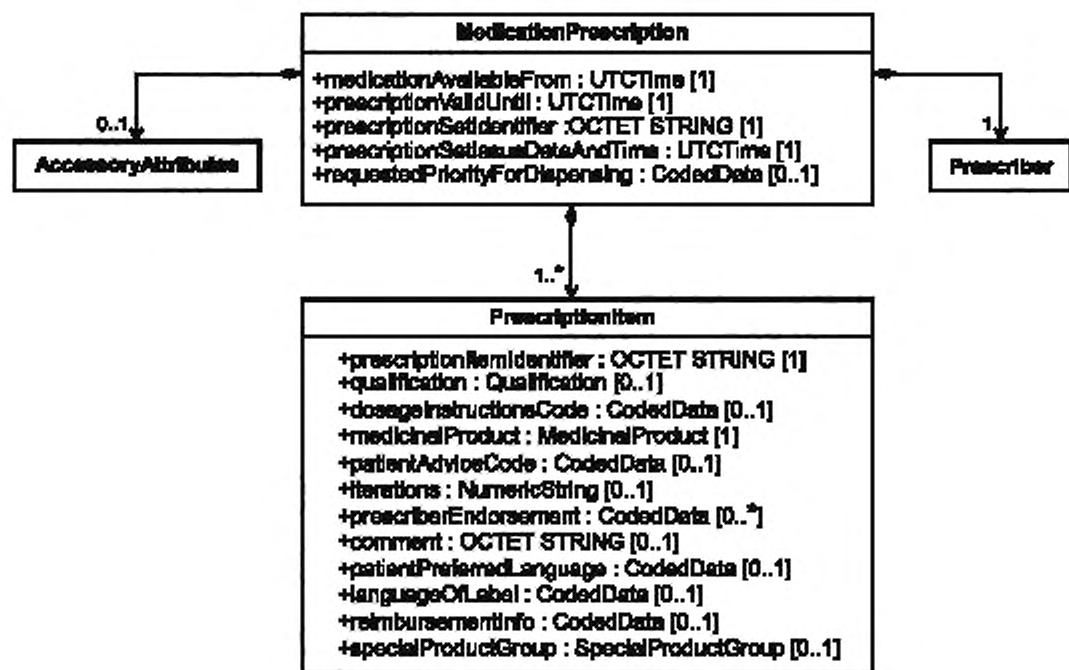 MedicationPrescription
+medicationAvailableFrom : UTCTime [1]
+prescriptionValidUntil : UTCTime [1]
+prescriptionSetIdentifier :OCTET STRING [1]
+prescriptionSetIssueDateAndTime : UTCTime [1]
+requestedPriorityForDispensing : CodedData [0..1]
0..1
AccessoryAttributes
1
Prescriber
1..*
PrescriptionItem
+prescriptionItemIdentifier : OCTET STRING [1]
+qualification : Qualification [0..1]
+dosageInstructionsCode : CodedData [0..1]
+medicinalProduct : MedicinalProduct [1]
+patientAdviceCode : CodedData [0..1]
+iterations : NumericString [0..1]
+prescriberEndorsement : CodedData [0..*]
+comment : OCTET STRING [0..1]
+patientPreferredLanguage : CodedData [0..1]
+languageOfLabel : CodedData [0..1]
+reimbursementInfo : CodedData [0..1]
+specialProductGroup : SpecialProductGroup [0..1]